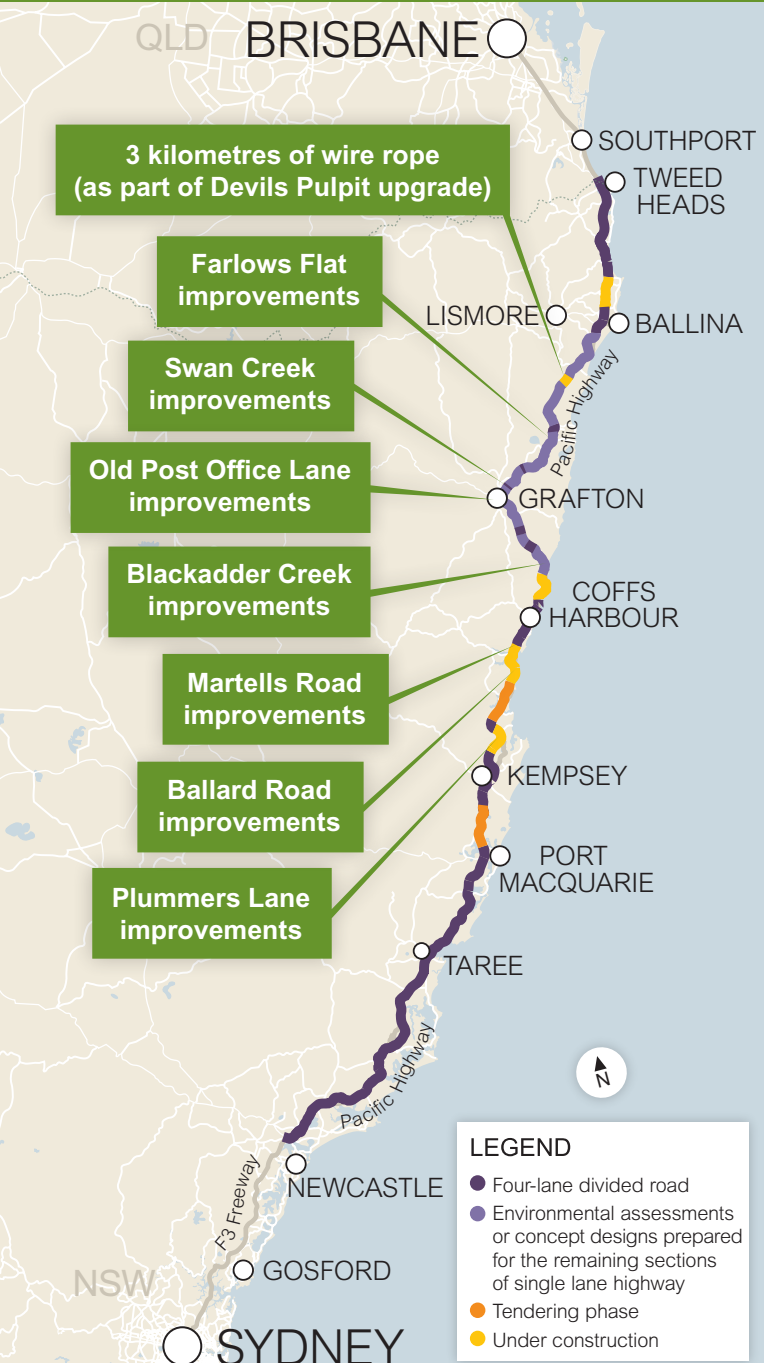 QLD
BRISBANE
SOUTHPORT
TWEED
HEADS
3 kilometres of wire rope
(as part of Devils Pulpit upgrade)
Farlows Flat
improvements
LISMORE
BALLINA
Swan Creek
improvements
Pacific Highway
Old Post Office Lane
improvements
GRAFTON
Blackadder Creek
improvements
COFFS
HARBOUR
Martells Road
improvements
Ballard Road
improvements
KEMPSEY
PORT
MACQUARIE
Plummers Lane
improvements
TAREE
Pacific Highway
N
NEWCASTLE
F3 Freeway
GOSFORD
NSW
SYDNEY
LEGEND
Four-lane divided road
Environmental assessments
or concept designs prepared
for the remaining sections
of single lane highway
Tendering phase
Under construction